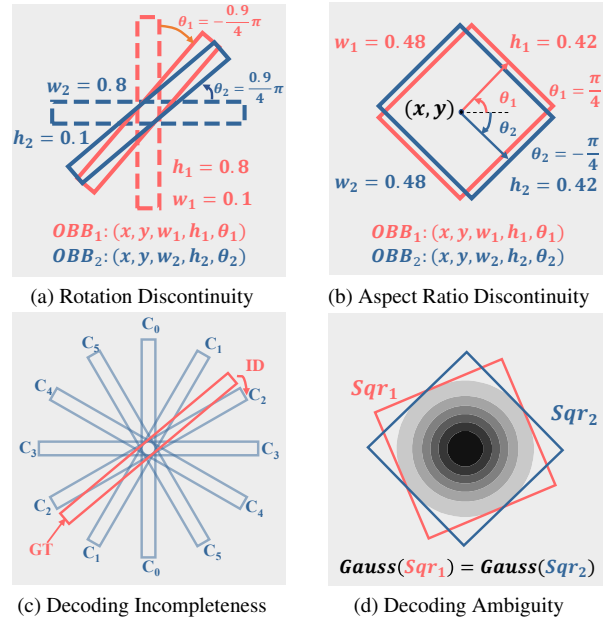 θ₁ = −0.9/4 π
w₂ = 0.8
θ₂ = 0.9/4 π
h₂ = 0.1
h₁ = 0.8
w₁ = 0.1
OBB₁: (x, y, w₁, h₁, θ₁)
OBB₂: (x, y, w₂, h₂, θ₂)
(a) Rotation Discontinuity
w₁ = 0.48
h₁ = 0.42
θ₁ = π/4
(x, y)
θ₁
θ₂
θ₂ = −π/4
w₂ = 0.48
h₂ = 0.42
OBB₁: (x, y, w₁, h₁, θ₁)
OBB₂: (x, y, w₂, h₂, θ₂)
(b) Aspect Ratio Discontinuity
C₀
C₅
C₁
ID
C₄
C₂
C₃
C₃
C₂
C₄
GT
C₁
C₅
C₀
(c) Decoding Incompleteness
Sqr₁
Sqr₂
Gauss(Sqr₁) = Gauss(Sqr₂)
(d) Decoding Ambiguity